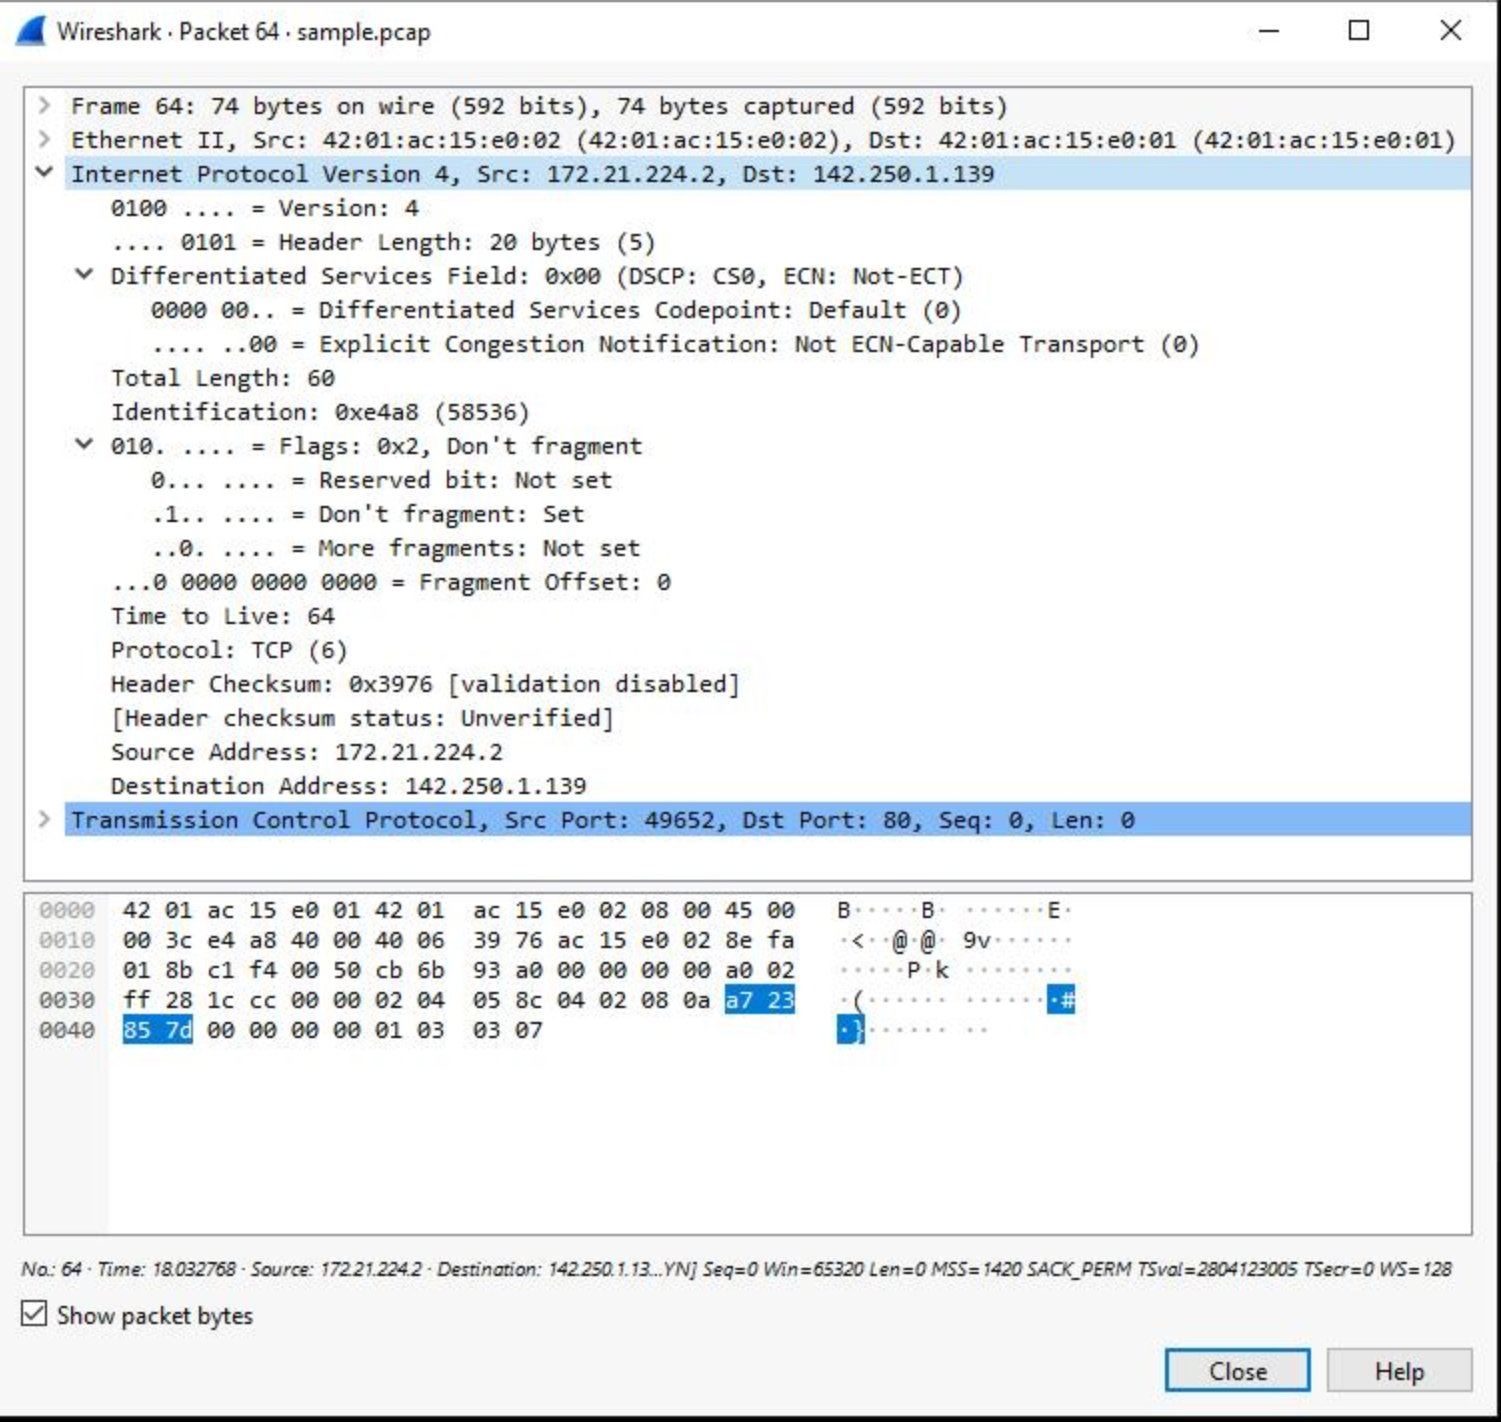 Wireshark · Packet 64 · sample.pcap
Frame 64: 74 bytes on wire (592 bits), 74 bytes captured (592 bits)
Ethernet II, Src: 42:01:ac:15:e0:02 (42:01:ac:15:e0:02), Dst: 42:01:ac:15:e0:01 (42:01:ac:15:e0:01)
Internet Protocol Version 4, Src: 172.21.224.2, Dst: 142.250.1.139
0100 .... = Version: 4
.... 0101 = Header Length: 20 bytes (5)
Differentiated Services Field: 0x00 (DSCP: CS0, ECN: Not-ECT)
0000 00.. = Differentiated Services Codepoint: Default (0)
.... ..00 = Explicit Congestion Notification: Not ECN-Capable Transport (0)
Total Length: 60
Identification: 0xe4a8 (58536)
010. .... = Flags: 0x2, Don't fragment
0... .... = Reserved bit: Not set
.1.. .... = Don't fragment: Set
..0. .... = More fragments: Not set
...0 0000 0000 0000 = Fragment Offset: 0
Time to Live: 64
Protocol: TCP (6)
Header Checksum: 0x3976 [validation disabled]
[Header checksum status: Unverified]
Source Address: 172.21.224.2
Destination Address: 142.250.1.139
Transmission Control Protocol, Src Port: 49652, Dst Port: 80, Seq: 0, Len: 0
0000 42 01 ac 15 e0 01 42 01 ac 15 e0 02 08 00 45 00 B·····B· ······E·
0010 00 3c e4 a8 40 00 40 06 39 76 ac 15 e0 02 8e fa ·<··@·@· 9v······
0020 01 8b c1 f4 00 50 cb 6b 93 a0 00 00 00 00 a0 02 ·····P·k ········
0030 ff 28 1c cc 00 00 02 04 05 8c 04 02 08 0a a7 23 ·(······ ·······#
0040 85 7d 00 00 00 00 01 03 03 07 ·}······ ··
No.: 64 · Time: 18.032768 · Source: 172.21.224.2 · Destination: 142.250.1.13...YN] Seq=0 Win=65320 Len=0 MSS=1420 SACK_PERM TSval=2804123005 TSecr=0 WS=128
Show packet bytes
Close
Help